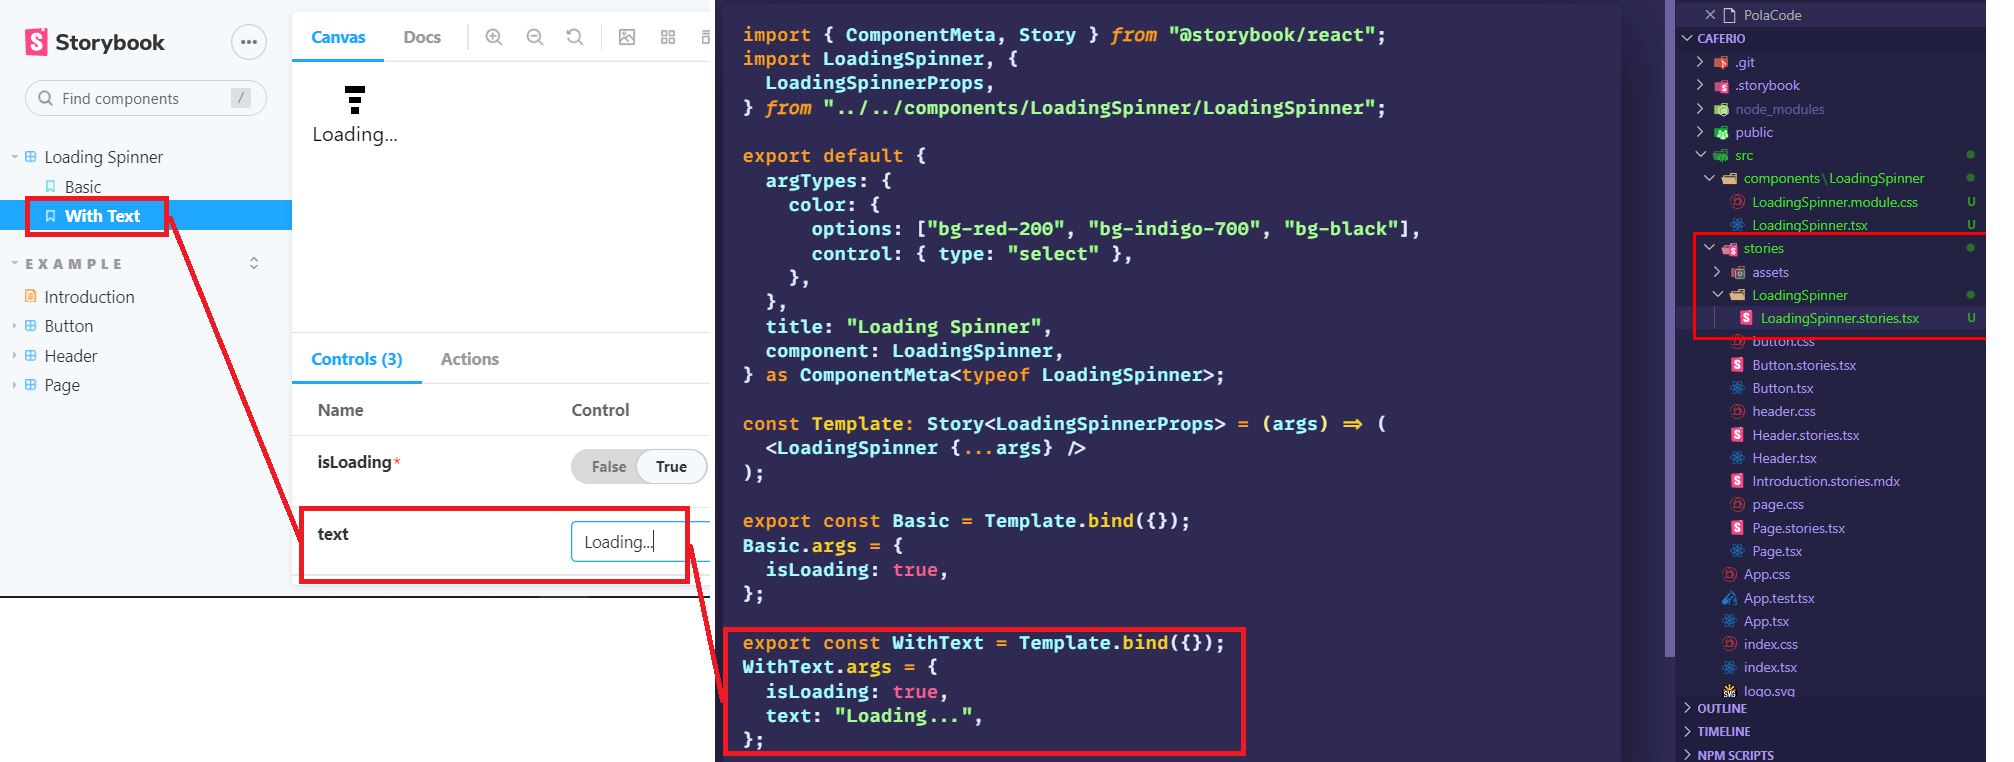 Storybook
Find components
/
Loading Spinner
Basic
With Text
EXAMPLE
Introduction
Button
Header
Page
Canvas
Docs
Loading...
Controls (3)
Actions
Name
Control
isLoading*
False
True
text
Loading...
import { ComponentMeta, Story } from "@storybook/react";
import LoadingSpinner, {
LoadingSpinnerProps,
} from "../../components/LoadingSpinner/LoadingSpinner";
export default {
argTypes: {
color: {
options: ["bg-red-200", "bg-indigo-700", "bg-black"],
control: { type: "select" },
},
},
title: "Loading Spinner",
component: LoadingSpinner,
} as ComponentMeta<typeof LoadingSpinner>;
const Template: Story<LoadingSpinnerProps> = (args) => (
<LoadingSpinner {...args} />
);
export const Basic = Template.bind({});
Basic.args = {
isLoading: true,
};
export const WithText = Template.bind({});
WithText.args = {
isLoading: true,
text: "Loading...",
};
PolaCode
CAFERIO
.git
.storybook
node_modules
public
src
components\LoadingSpinner
LoadingSpinner.module.css U
LoadingSpinner.tsx U
stories
assets
LoadingSpinner
LoadingSpinner.stories.tsx U
button.css
Button.stories.tsx
Button.tsx
header.css
Header.stories.tsx
Header.tsx
Introduction.stories.mdx
page.css
Page.stories.tsx
Page.tsx
App.css
App.test.tsx
App.tsx
index.css
index.tsx
logo.svg
OUTLINE
TIMELINE
NPM SCRIPTS